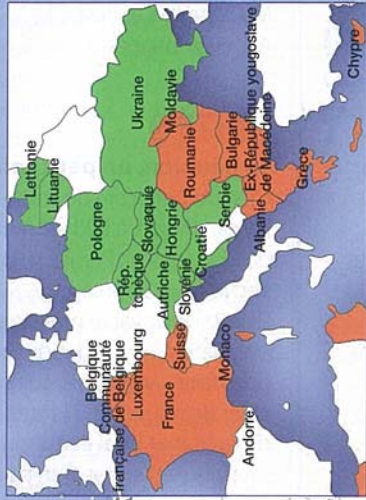 Lettonie
Lituanie
Belgique
Communauté
française de Belgique
Luxembourg
Pologne
Rép.
tchèque
Slovaquie
Ukraine
Autriche
Hongrie
Moldavie
France
Suisse
Slovénie
Croatie
Roumanie
Serbie
Bulgarie
Monaco
Andorre
Albanie
Ex-République yougoslave
de Macédoine
Grèce
Chypre